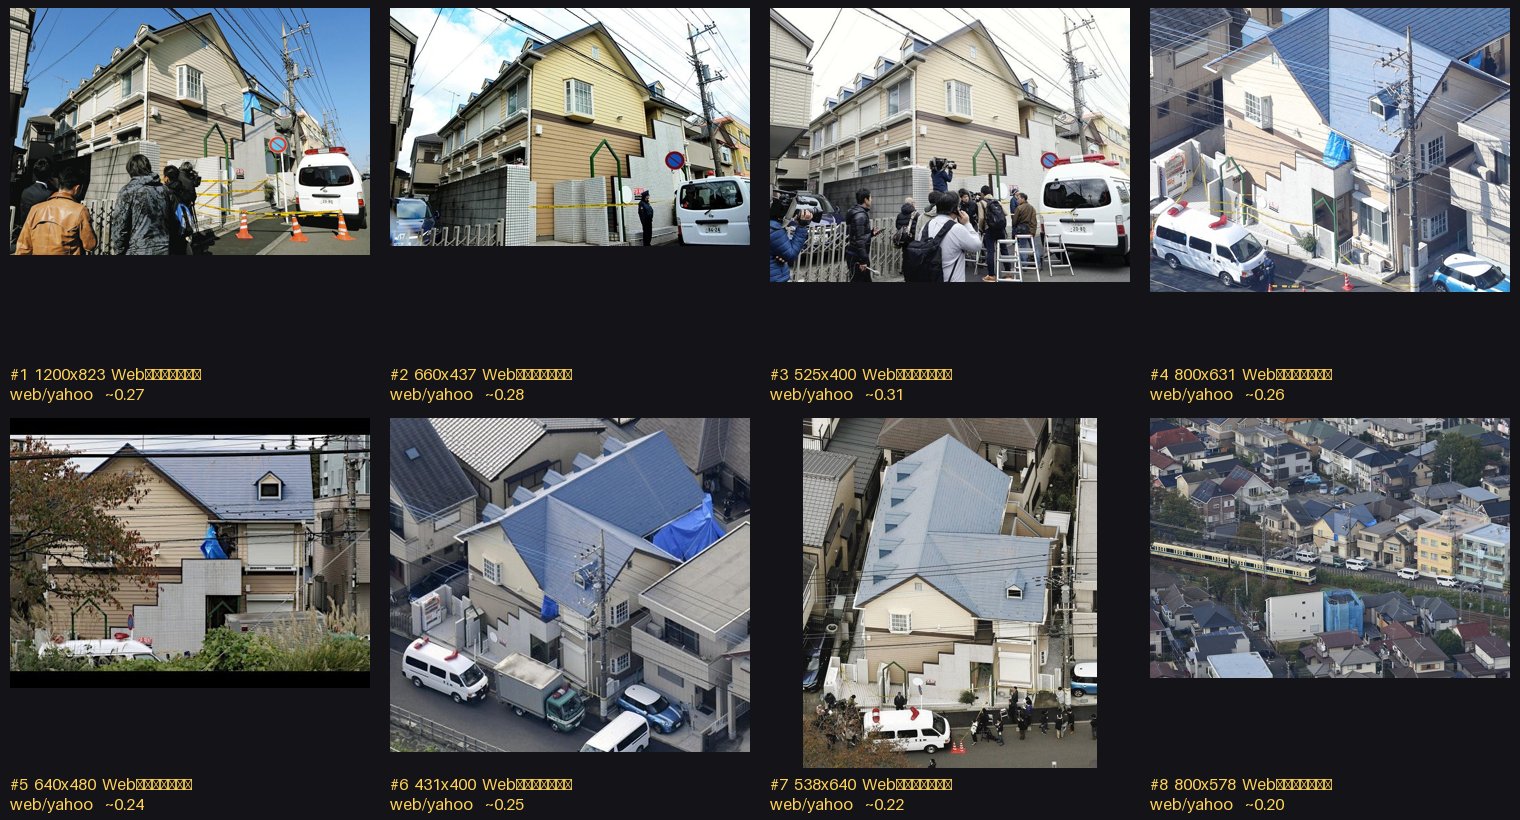 #1 1200x823 Web
web/yahoo ~0.27
#2 660x437 Web
web/yahoo ~0.28
#3 525x400 Web
web/yahoo ~0.31
#4 800x631 Web
web/yahoo ~0.26
#5 640x480 Web
web/yahoo ~0.24
#6 431x400 Web
web/yahoo ~0.25
#7 538x640 Web
web/yahoo ~0.22
#8 800x578 Web
web/yahoo ~0.20